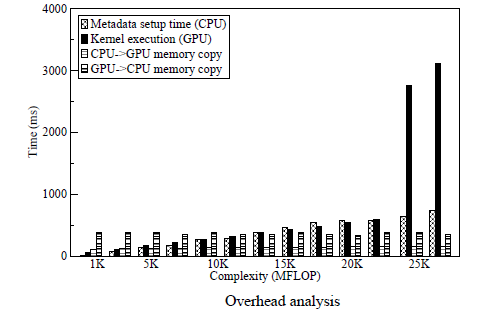 4000
3000
2000
1000
0
Time (ms)
Metadata setup time (CPU)
Kernel execution (GPU)
CPU->GPU memory copy
GPU->CPU memory copy
1K 5K 10K 15K 20K 25K
Complexity (MFLOP)
Overhead analysis